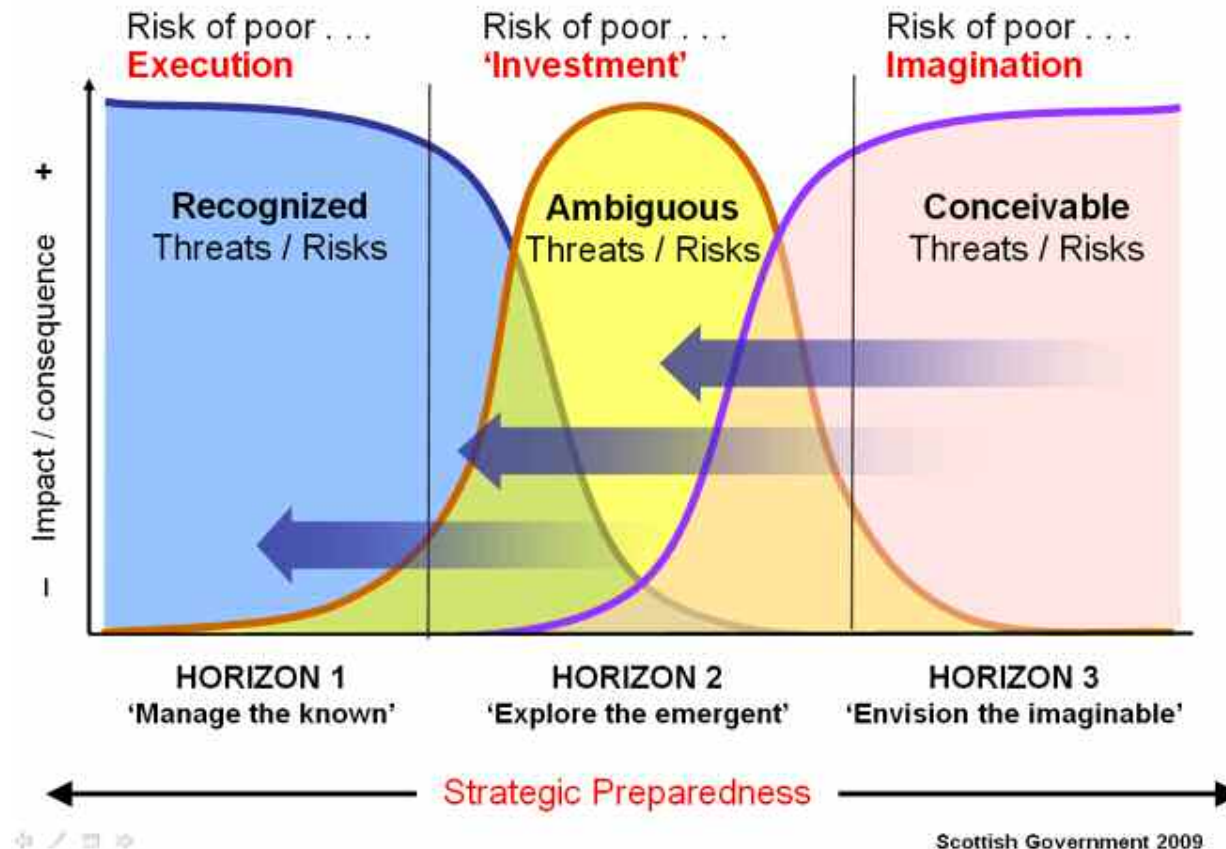 Risk of poor . . .
Execution
Risk of poor . . .
‘Investment’
Risk of poor . . .
Imagination
+
Impact / consequence
–
Recognized
Threats / Risks
Ambiguous
Threats / Risks
Conceivable
Threats / Risks
HORIZON 1
‘Manage the known’
HORIZON 2
‘Explore the emergent’
HORIZON 3
‘Envision the imaginable’
Strategic Preparedness
Scottish Government 2009